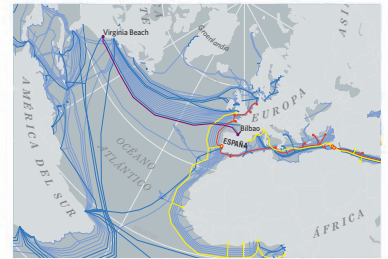 Virginia Beach
Groenlandia
ASIA
EUROPA
Bilbao
ESPAÑA
AMÉRICA DEL SUR
OCÉANO
ATLÁNTICO
ÁFRICA